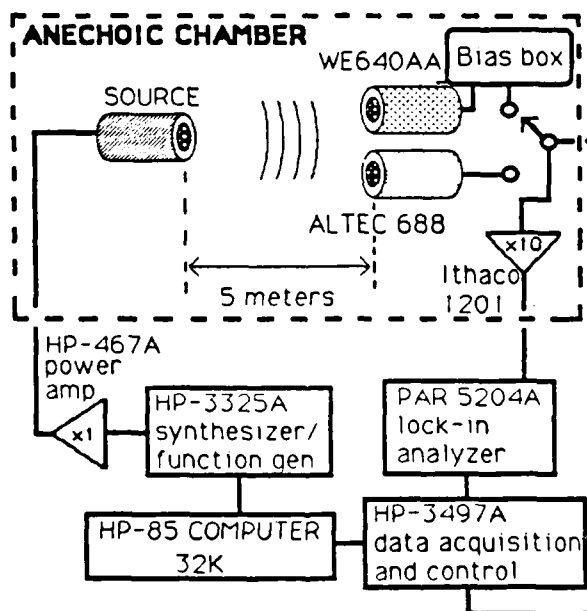 ANECHOIC CHAMBER
WE640AA
Bias box
SOURCE
ALTEC 688
x10
Ithaco
1201
5 meters
HP-467A
power
amp
x1
HP-3325A
synthesizer/
function gen
PAR 5204A
lock-in
analyzer
HP-85 COMPUTER
32K
HP-3497A
data acquisition
and control